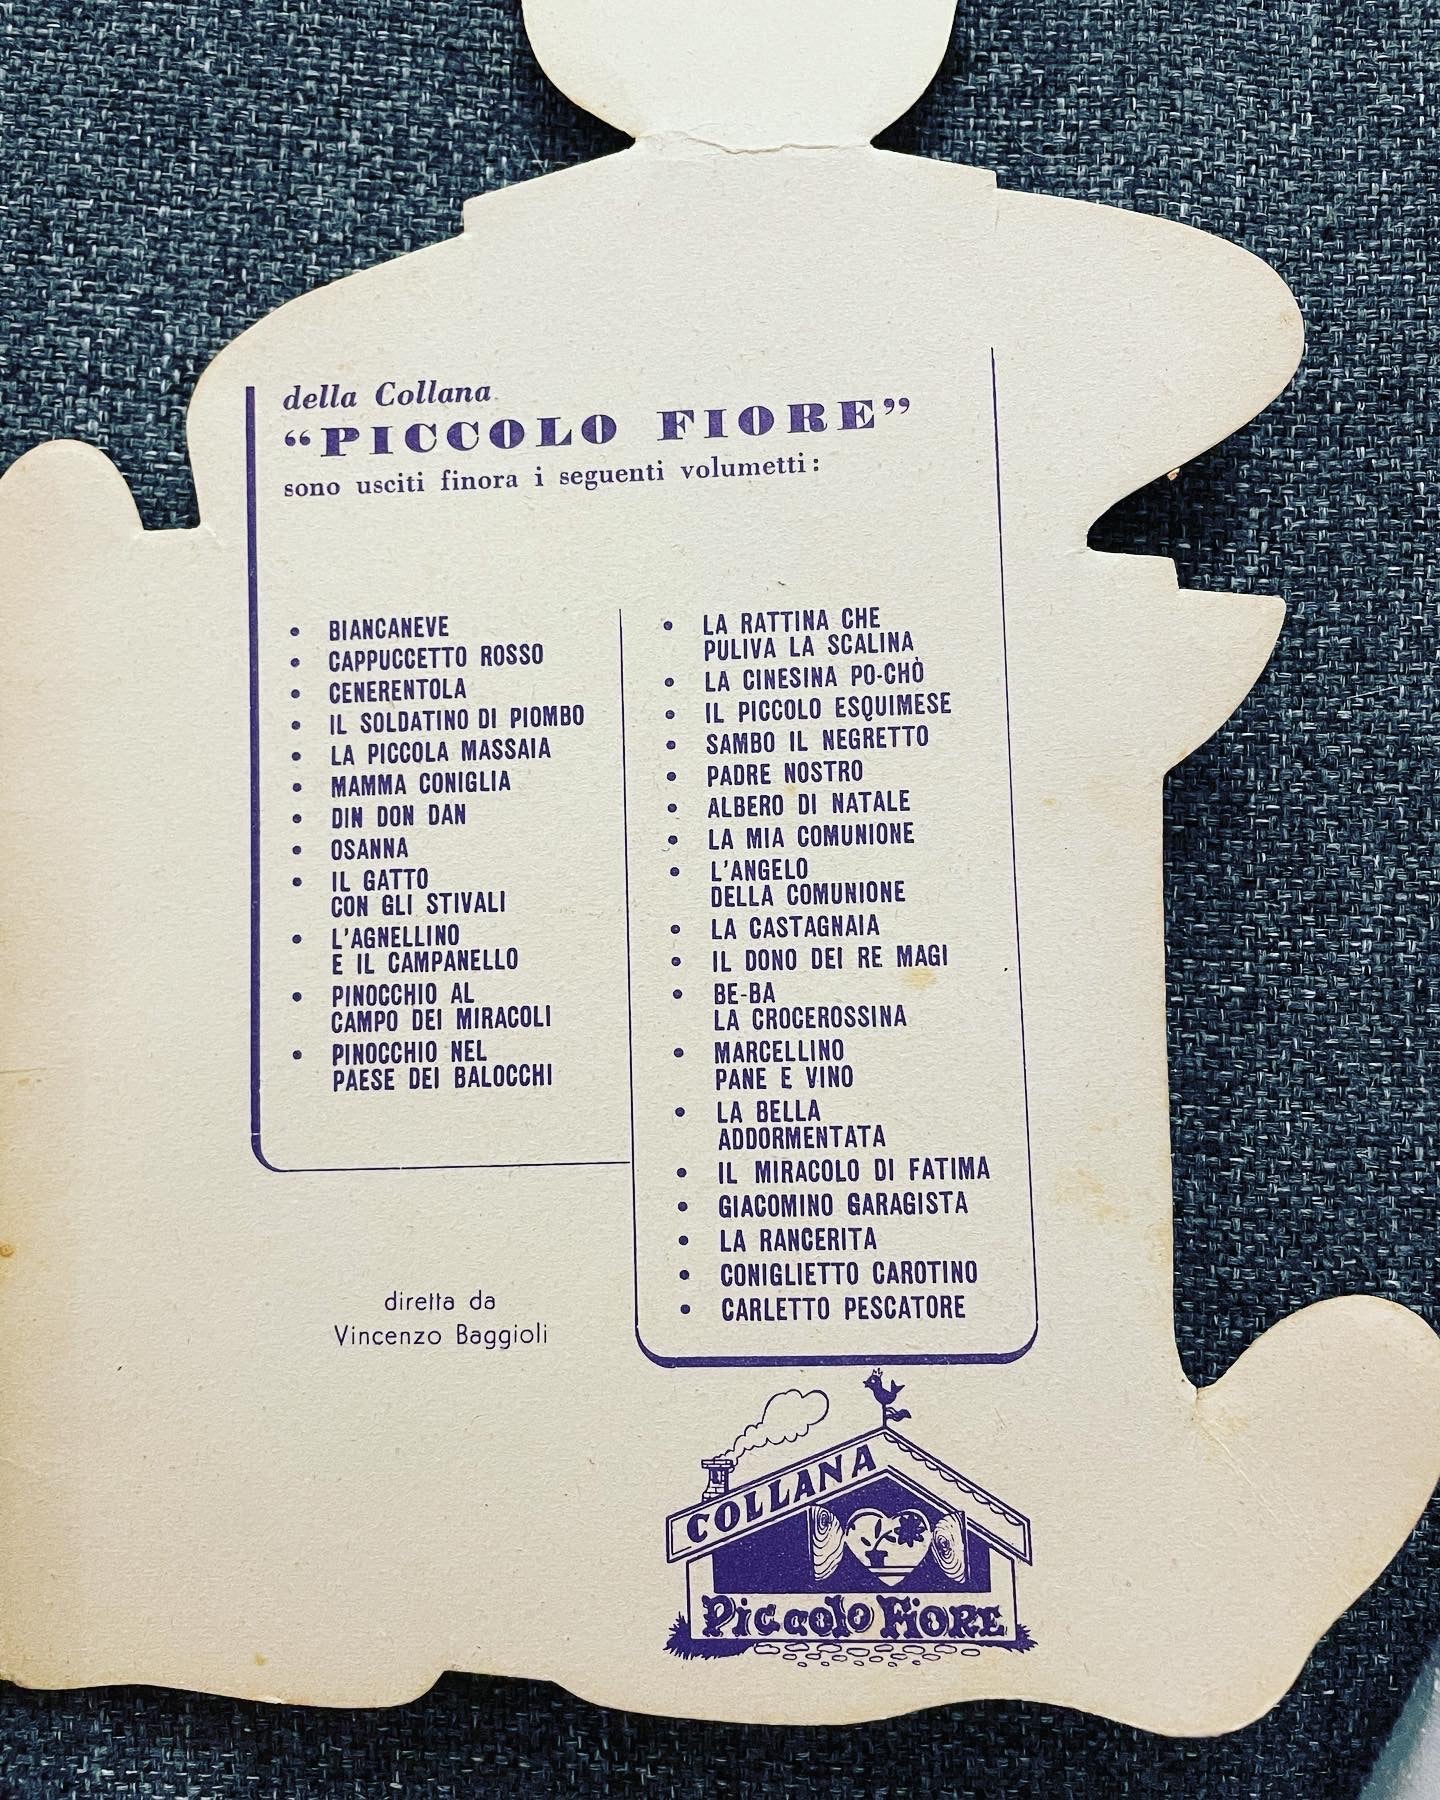 della Collana
“PICCOLO FIORE”
sono usciti finora i seguenti volumetti:
• BIANCANEVE
• CAPPUCCETTO ROSSO
• CENERENTOLA
• IL SOLDATINO DI PIOMBO
• LA PICCOLA MASSAIA
• MAMMA CONIGLIA
• DIN DON DAN
• OSANNA
• IL GATTO
CON GLI STIVALI
• L'AGNELLINO
E IL CAMPANELLO
• PINOCCHIO AL
CAMPO DEI MIRACOLI
• PINOCCHIO NEL
PAESE DEI BALOCCHI
• LA RATTINA CHE
PULIVA LA SCALINA
• LA CINESINA PO-CHÒ
• IL PICCOLO ESQUIMESE
• SAMBO IL NEGRETTO
• PADRE NOSTRO
• ALBERO DI NATALE
• LA MIA COMUNIONE
• L'ANGELO
DELLA COMUNIONE
• LA CASTAGNAIA
• IL DONO DEI RE MAGI
• BE-BA
LA CROCEROSSINA
• MARCELLINO
PANE E VINO
• LA BELLA
ADDORMENTATA
• IL MIRACOLO DI FATIMA
• GIACOMINO GARAGISTA
• LA RANCERITA
• CONIGLIETTO CAROTINO
• CARLETTO PESCATORE
diretta da
Vincenzo Baggioli
COLLANA
Piccolo FiORE